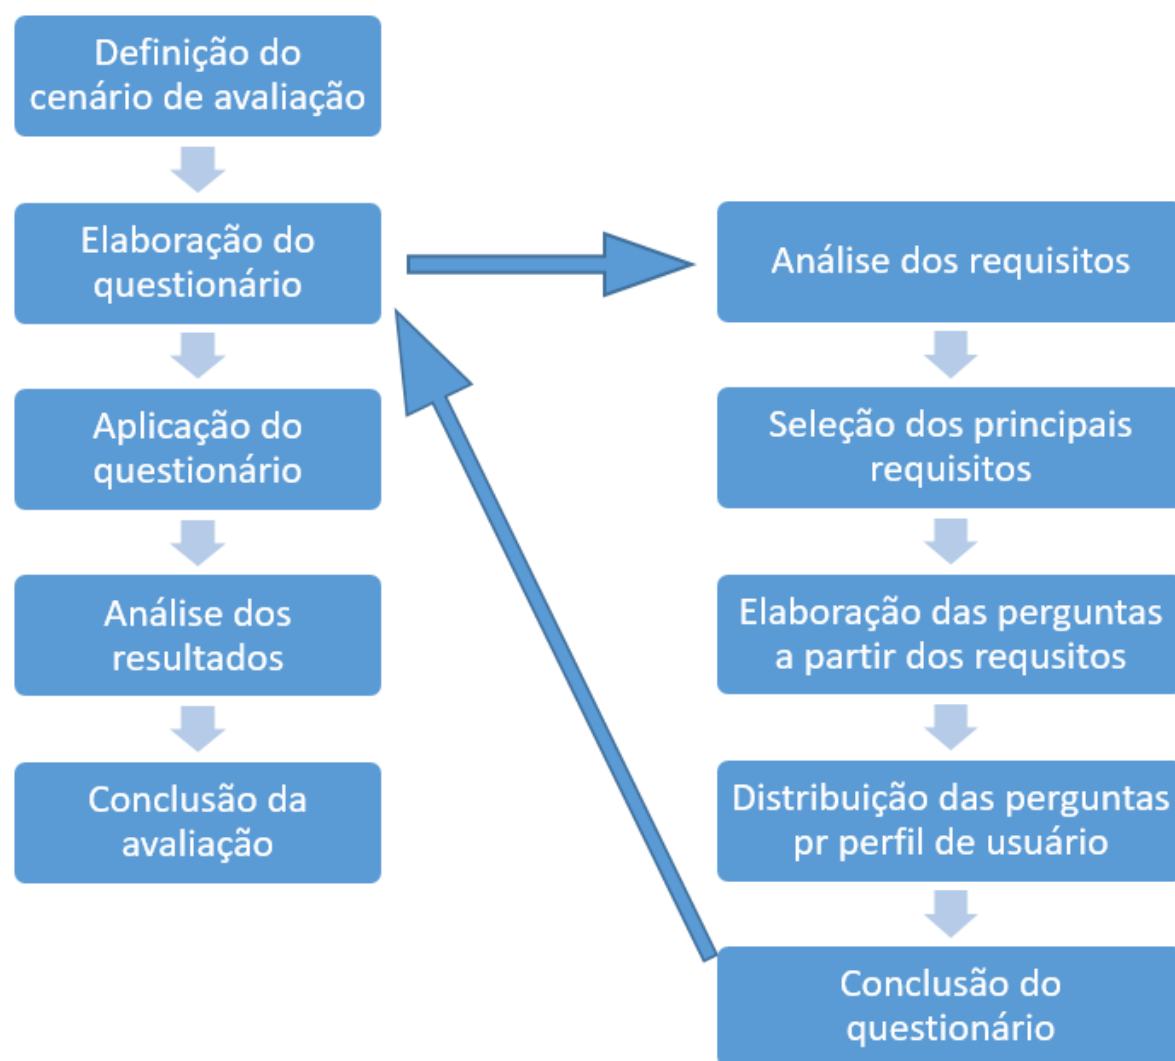 Definição do
cenário de avaliação
Elaboração do
questionário
Aplicação do
questionário
Análise dos
resultados
Conclusão da
avaliação
Análise dos requisitos
Seleção dos principais
requisitos
Elaboração das perguntas
a partir dos requsitos
Distribuição das perguntas
pr perfil de usuário
Conclusão do
questionário